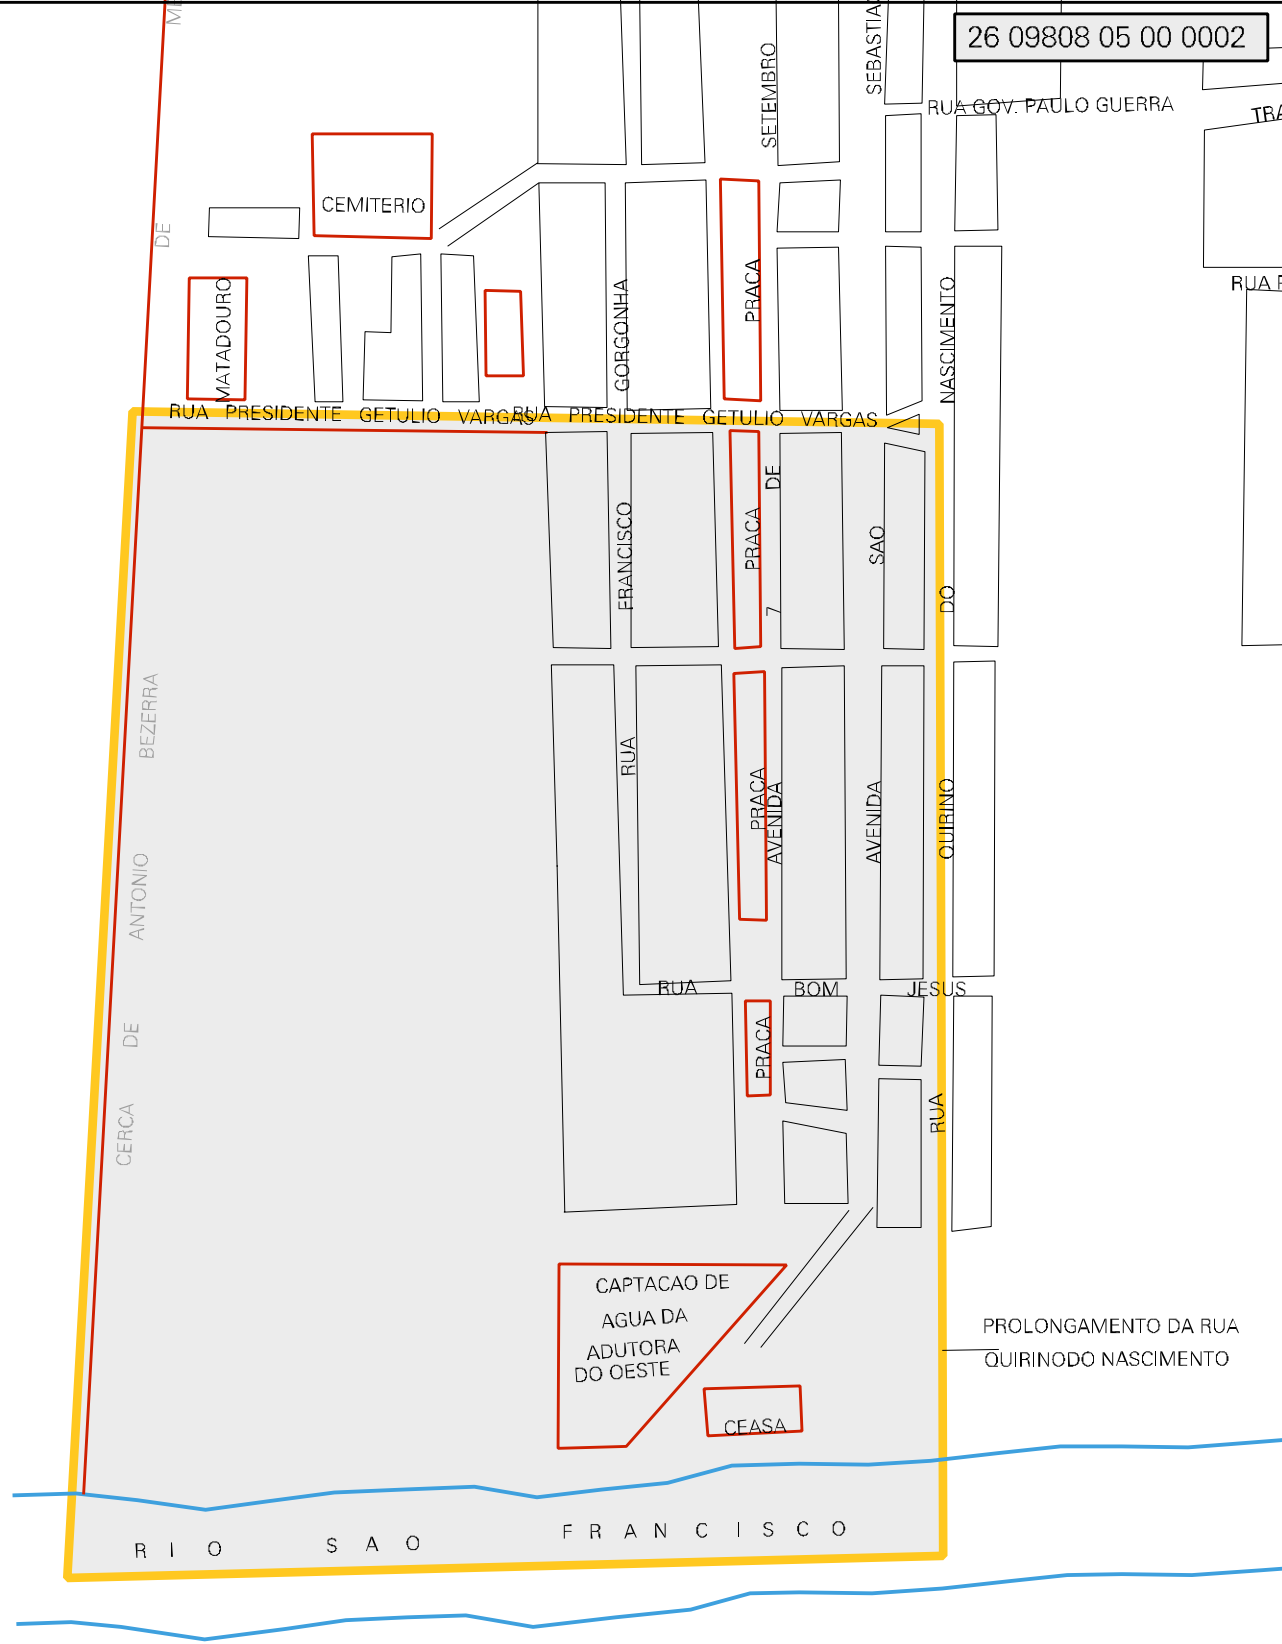 26 09808 05 00 0002
SETEMBRO
RUA GOV. PAULO GUERRA
CEMITERIO
DE
MATADOURO
GORGONHA
PRACA
NASCIMENTO
RUA PRESIDENTE GETULIO VARGAS
RUA PRESIDENTE GETULIO VARGAS
FRANCISCO
PRACA
7
DE
SAO
DO
BEZERRA
RUA
PRACA
AVENIDA
AVENIDA
QUIRINO
ANTONIO
RUA BOM JESUS
DE
PRACA
RUA
CERCA
CAPTACAO DE
AGUA DA
ADUTORA
DO OESTE
PROLONGAMENTO DA RUA
QUIRINODO NASCIMENTO
CEASA
RIO SAO FRANCISCO